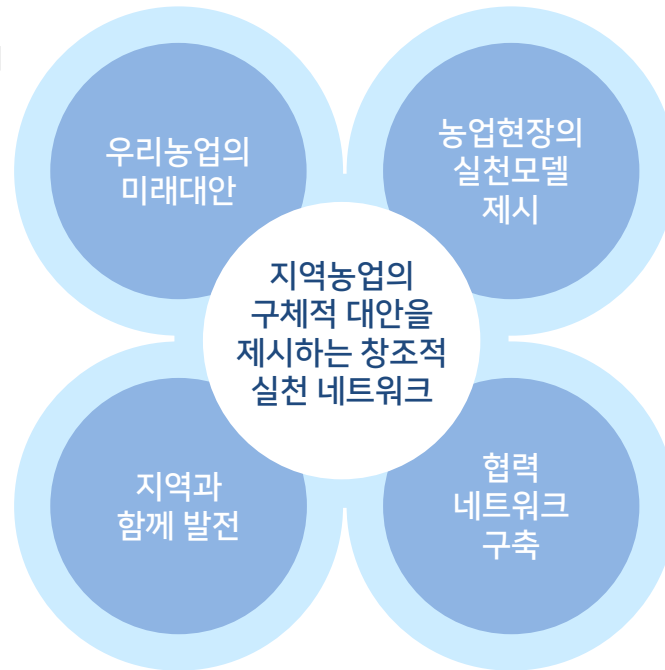 우리농업의
미래대안
농업현장의
실천모델
제시
지역농업의
구체적 대안을
제시하는 창조적
실천 네트워크
지역과
함께 발전
협력
네트워크
구축